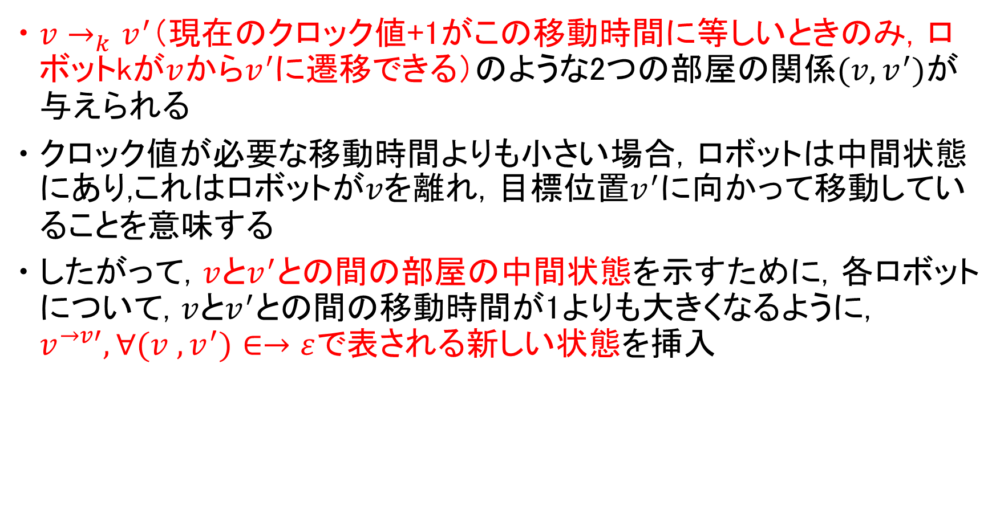 ・𝑣 →ₖ 𝑣′（現在のクロック値+1がこの移動時間に等しいときのみ，ロ
ボットkが𝑣から𝑣′に遷移できる）のような2つの部屋の関係(𝑣, 𝑣′)が
与えられる
・クロック値が必要な移動時間よりも小さい場合，ロボットは中間状態
にあり,これはロボットが𝑣を離れ，目標位置𝑣′に向かって移動してい
ることを意味する
・したがって，𝑣と𝑣′との間の部屋の中間状態を示すために，各ロボット
について，𝑣と𝑣′との間の移動時間が1よりも大きくなるように，
𝑣^{→𝑣′}, ∀(𝑣 , 𝑣′) ∈→ 𝜀で表される新しい状態を挿入